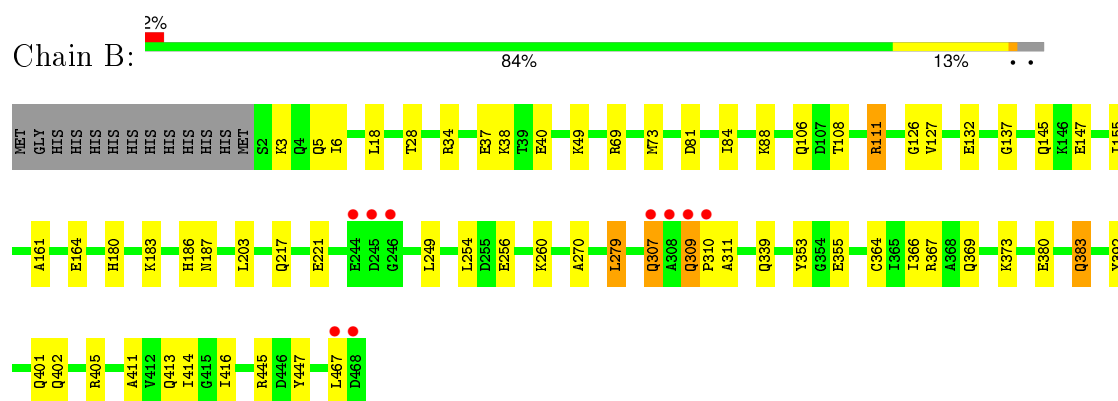 2%
Chain B:
84% 13% • •
MET GLY HIS HIS HIS HIS HIS HIS HIS HIS HIS HIS MET S2 K3 Q4 Q5 I6 L18 T28 R34 E37 K38 T39 E40 K49 R69 M73 D81 I84 K88 Q106 D107 T108 R111 G126 V127 E132 G137 Q145 K146 E147 I155
A161 E164 H180 K183 H186 N187 L203 Q217 E221 E244 D245 G246 L249 L254 D255 E256 K260 A270 L279 Q307 A308 Q309 P310 A311 Q339 Y353 G354 E355 C364 I365 I366 R367 A368 Q369 K373 E380 Q383 Y392
Q401 Q402 R405 A411 V412 Q413 I414 G415 I416 R445 D446 Y447 L467 D468